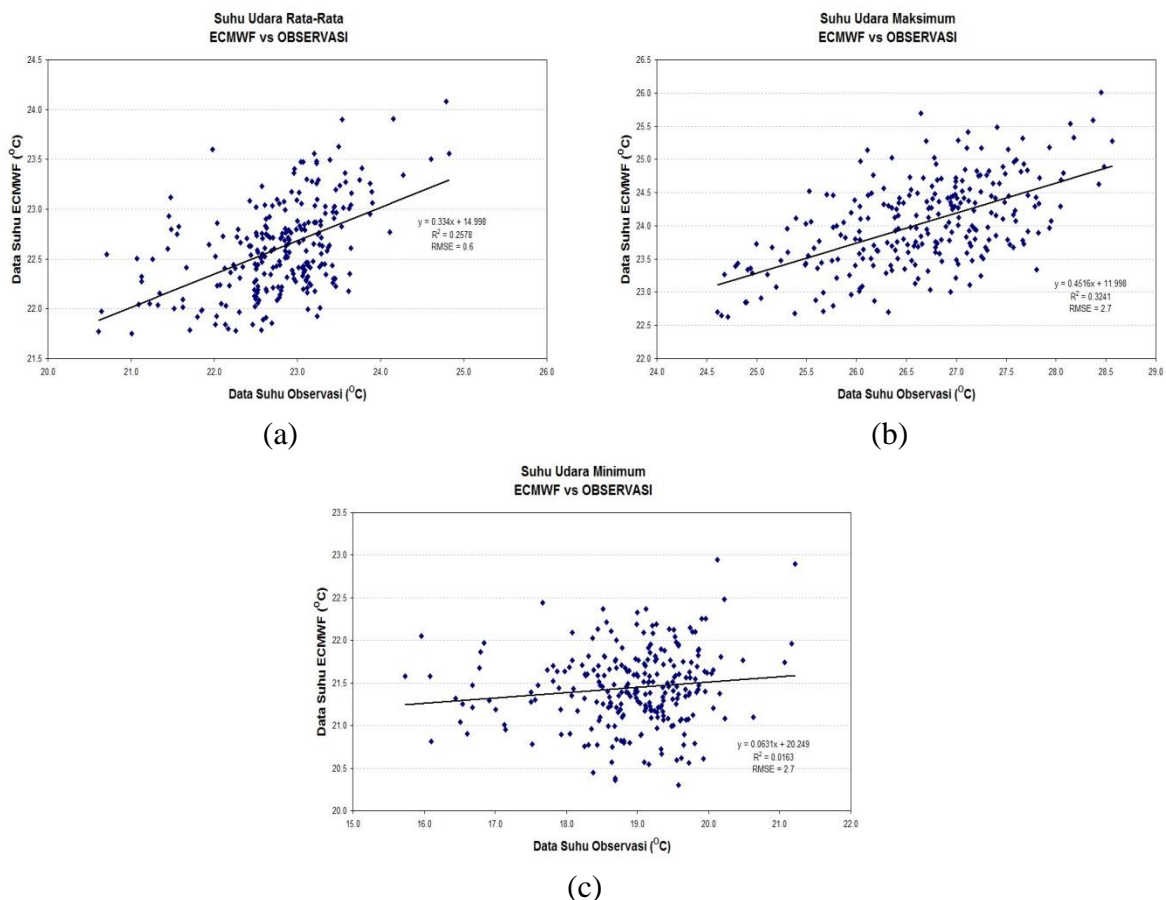 Suhu Udara Rata-Rata
ECMWF vs OBSERVASI
Data Suhu ECMWF (⁰C)
24.5
24.0
23.5
23.0
22.5
22.0
21.5
y = 0.334x + 14.998
R² = 0.2578
RMSE = 0.6
20.0 21.0 22.0 23.0 24.0 25.0 26.0
Data Suhu Observasi (⁰C)
(a)
Suhu Udara Maksimum
ECMWF vs OBSERVASI
Data Suhu ECMWF (⁰C)
26.5
26.0
25.5
25.0
24.5
24.0
23.5
23.0
22.5
22.0
y = 0.4516x + 11.998
R² = 0.3241
RMSE = 2.7
24.0 24.5 25.0 25.5 26.0 26.5 27.0 27.5 28.0 28.5 29.0
Data Suhu Observasi (⁰C)
(b)
Suhu Udara Minimum
ECMWF vs OBSERVASI
Data Suhu ECMWF (⁰C)
23.5
23.0
22.5
22.0
21.5
21.0
20.5
20.0
y = 0.0631x + 20.249
R² = 0.0163
RMSE = 2.7
15.0 16.0 17.0 18.0 19.0 20.0 21.0 22.0
Data Suhu Observasi (⁰C)
(c)